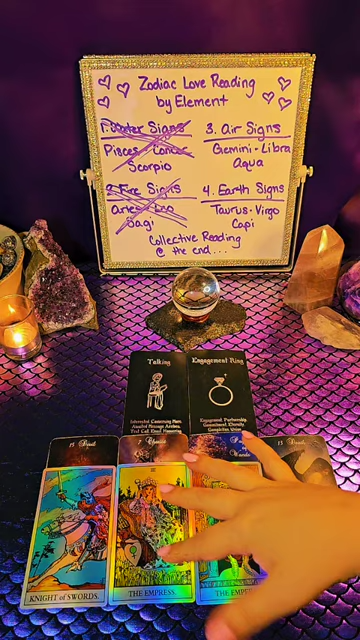 Zodiac Love Reading
by Element
1. Water Signs
Pisces - Cancer
Scorpio
2. Fire Signs
Aries - Leo
Sagi
3. Air Signs
Gemini - Libra
Aqua
4. Earth Signs
Taurus - Virgo
Capi
Collective Reading
@ the end...
Talking
Engagement Ring
Engagement, Partnership,
KNIGHT of SWORDS.
THE EMPRESS.